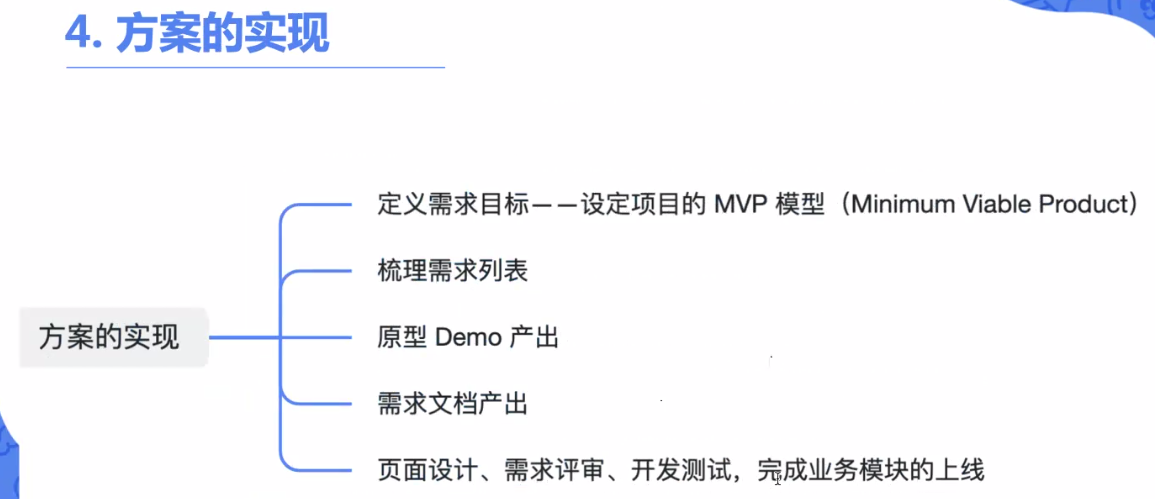 4. 方案的实现
定义需求目标——设定项目的 MVP 模型（Minimum Viable Product）
梳理需求列表
方案的实现
原型 Demo 产出
需求文档产出
页面设计、需求评审、开发测试，完成业务模块的上线